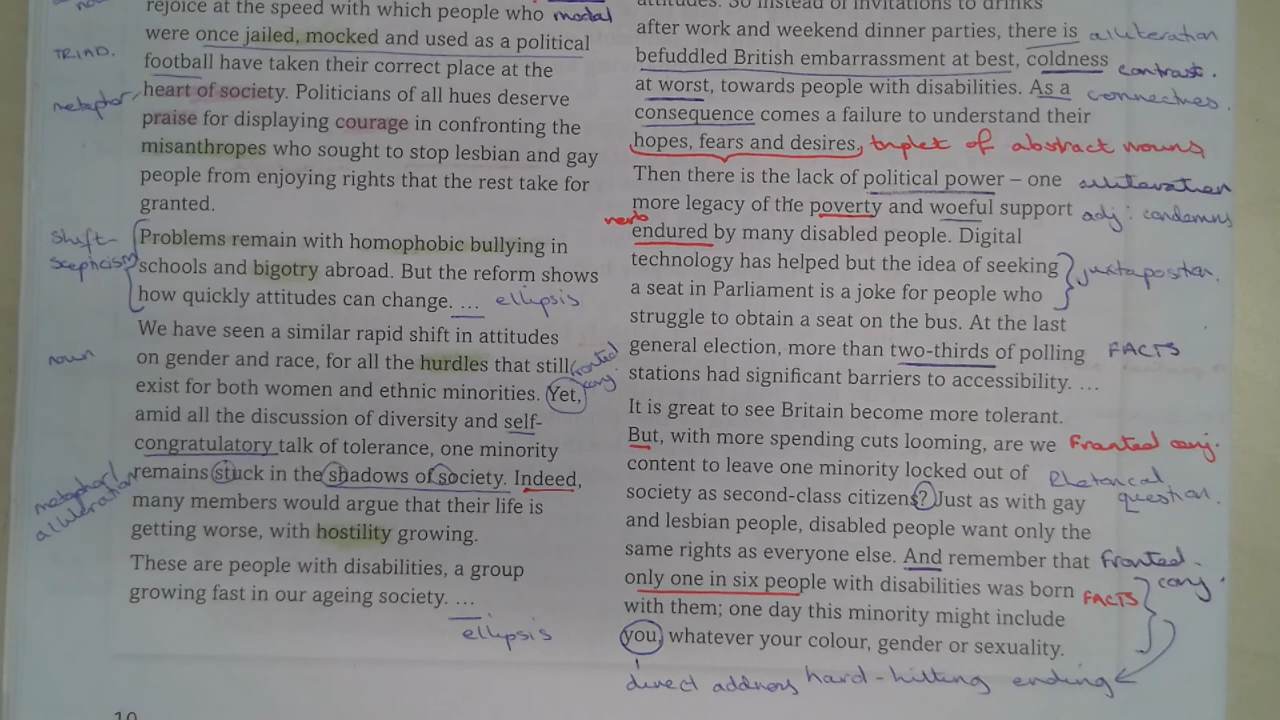 rejoice at the speed with which people who modal
were once jailed, mocked and used as a political
TRIAD.
football have taken their correct place at the
metaphor heart of society. Politicians of all hues deserve
praise for displaying courage in confronting the
misanthropes who sought to stop lesbian and gay
people from enjoying rights that the rest take for
granted.
Shift- Problems remain with homophobic bullying in
scepticism schools and bigotry abroad. But the reform shows
how quickly attitudes can change. ... ellipsis
We have seen a similar rapid shift in attitudes
noun on gender and race, for all the hurdles that still fronted
exist for both women and ethnic minorities. Yet, conj.
amid all the discussion of diversity and self-
congratulatory talk of tolerance, one minority
metaphor/ remains stuck in the shadows of society. Indeed,
alliteration many members would argue that their life is
getting worse, with hostility growing.
These are people with disabilities, a group
growing fast in our ageing society. ...
ellipsis
10
attitudes. So instead of invitations to drinks
after work and weekend dinner parties, there is alliteration
befuddled British embarrassment at best, coldness contrast.
at worst, towards people with disabilities. As a connectives.
consequence comes a failure to understand their
hopes, fears and desires, triplet of abstract nouns
Then there is the lack of political power – one alliteration
more legacy of the poverty and woeful support adj: condemns
verb
endured by many disabled people. Digital
technology has helped but the idea of seeking juxtaposition.
a seat in Parliament is a joke for people who
struggle to obtain a seat on the bus. At the last
general election, more than two-thirds of polling FACTS
stations had significant barriers to accessibility. ...
It is great to see Britain become more tolerant.
But, with more spending cuts looming, are we Fronted conj.
content to leave one minority locked out of Rhetorical
society as second-class citizens? Just as with gay question.
and lesbian people, disabled people want only the
same rights as everyone else. And remember that Fronted.
only one in six people with disabilities was born FACTS conj.
with them; one day this minority might include
you, whatever your colour, gender or sexuality.
direct address hard-hitting ending